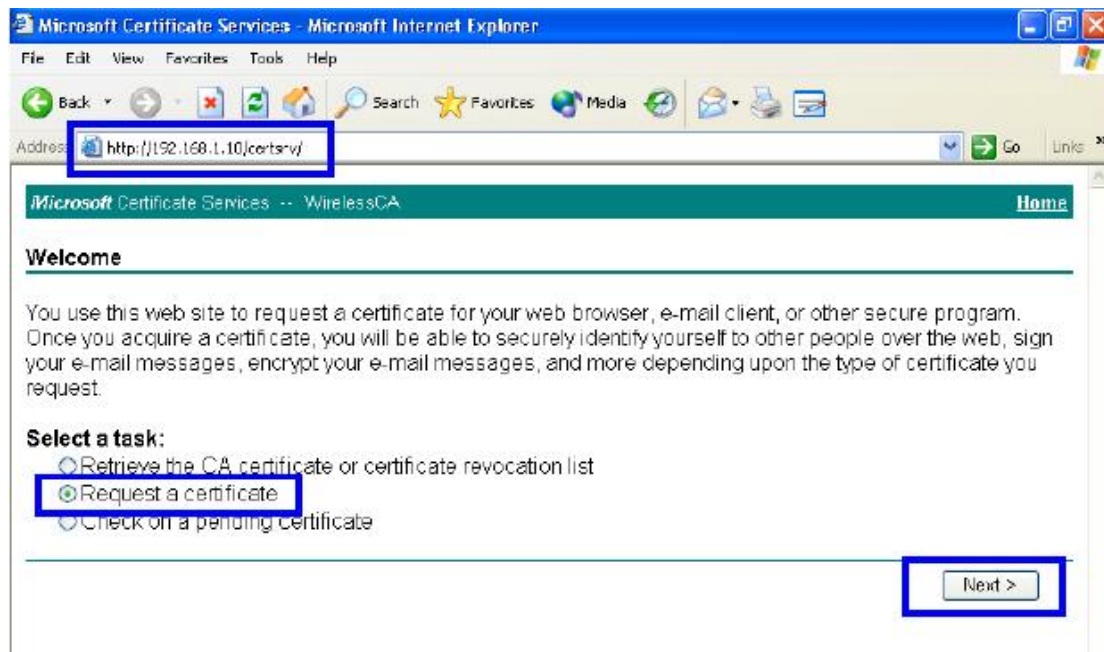 Microsoft Certificate Services - Microsoft Internet Explorer
File Edit View Favorites Tools Help
Back Search Favorites Media
Address http://192.168.1.10/certsrv/ Go Links »
Microsoft Certificate Services -- WirelessCA Home
Welcome
You use this web site to request a certificate for your web browser, e-mail client, or other secure program.
Once you acquire a certificate, you will be able to securely identify yourself to other people over the web, sign
your e-mail messages, encrypt your e-mail messages, and more depending upon the type of certificate you
request.
Select a task:
Retrieve the CA certificate or certificate revocation list
Request a certificate
Check on a pending certificate
Next >